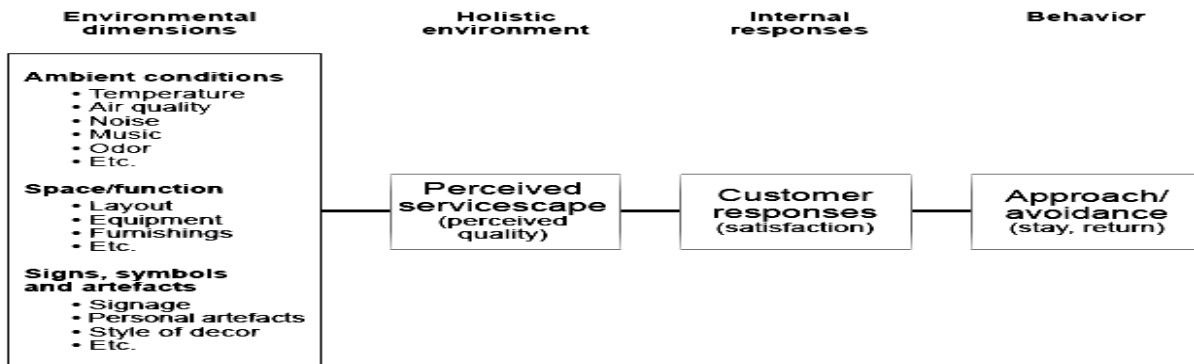 Environmental
dimensions
Holistic
environment
Internal
responses
Behavior
Ambient conditions
• Temperature
• Air quality
• Noise
• Music
• Odor
• Etc.
Space/function
• Layout
• Equipment
• Furnishings
• Etc.
Signs, symbols
and artefacts
• Signage
• Personal artefacts
• Style of decor
• Etc.
Perceived
servicescape
(perceived
quality)
Customer
responses
(satisfaction)
Approach/
avoidance
(stay, return)